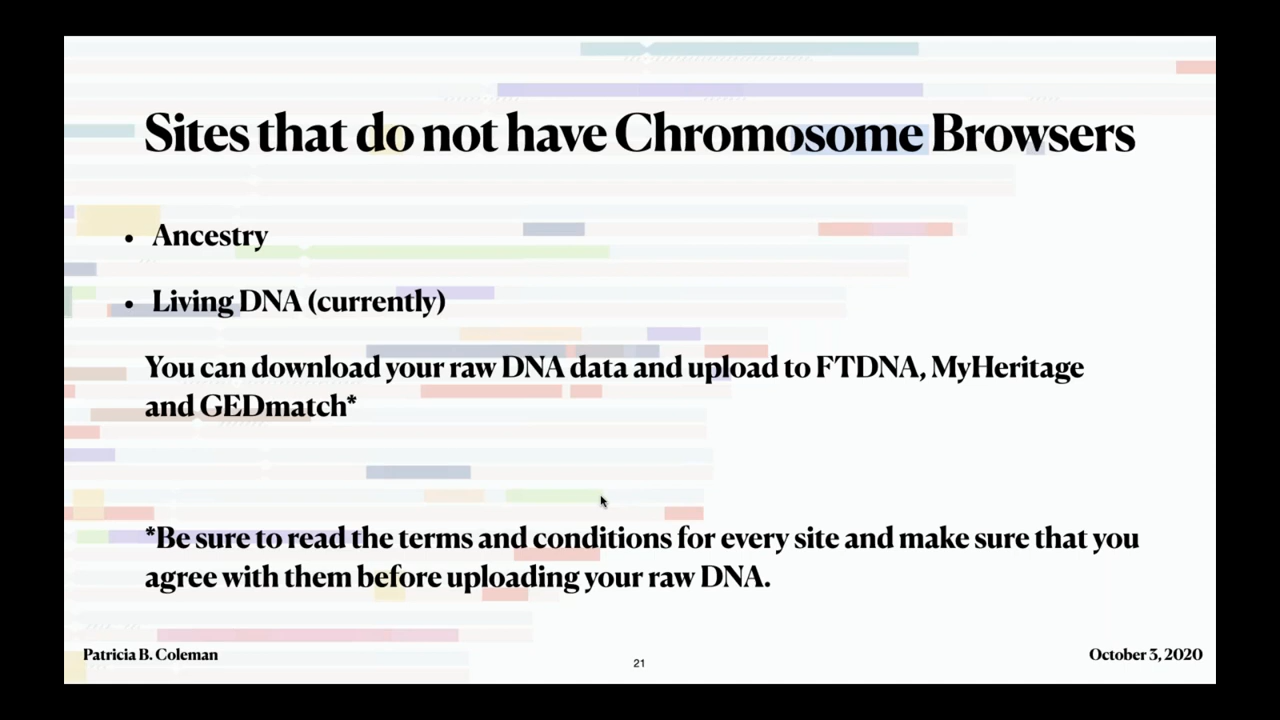 Sites that do not have Chromosome Browsers
• Ancestry
• Living DNA (currently)
You can download your raw DNA data and upload to FTDNA, MyHeritage
and GEDmatch*
*Be sure to read the terms and conditions for every site and make sure that you
agree with them before uploading your raw DNA.
Patricia B. Coleman
21
October 3, 2020